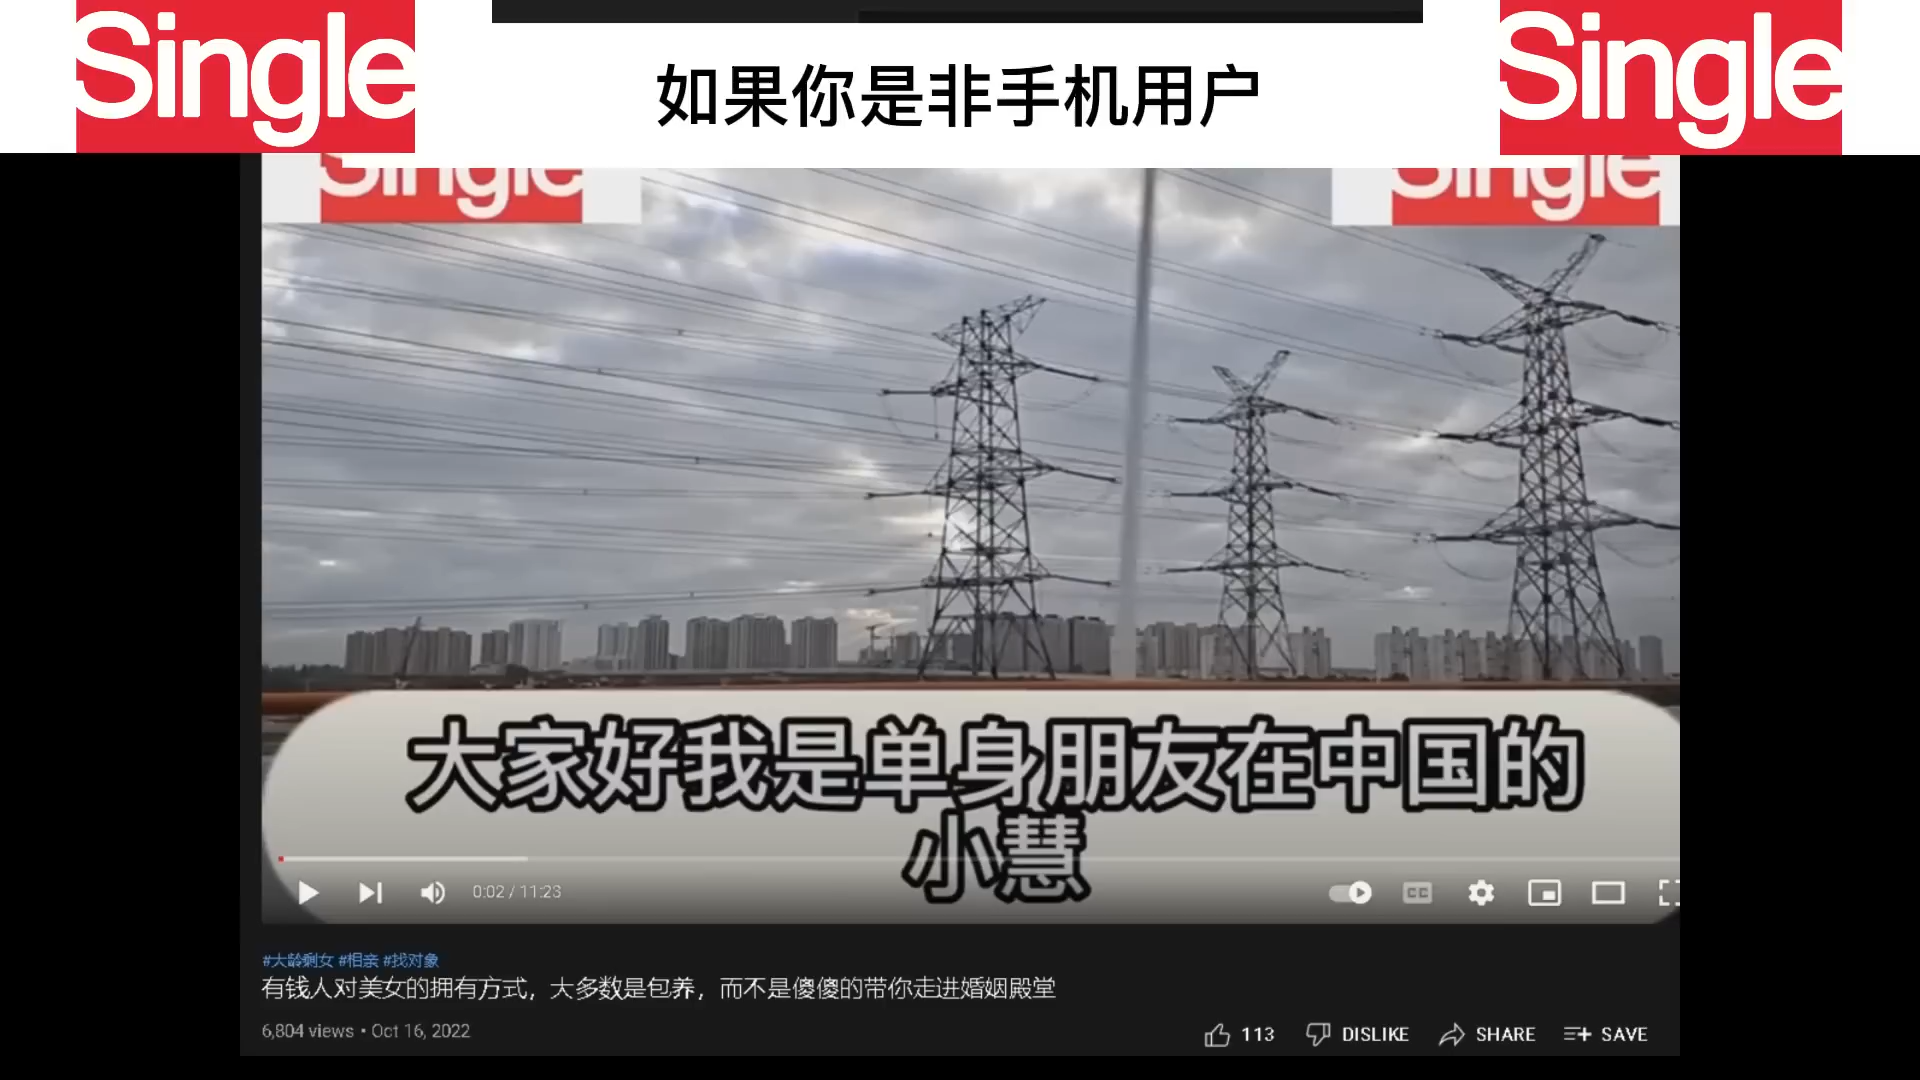 Single
如果你是非手机用户
Single
Single
Single
大家好我是单身朋友在中国的
小慧
0:02 / 11:23
CC
#大龄剩女 #相亲 #找对象
有钱人对美女的拥有方式，大多数是包养，而不是傻傻的带你走进婚姻殿堂
6,804 views • Oct 16, 2022
113
DISLIKE
SHARE
SAVE